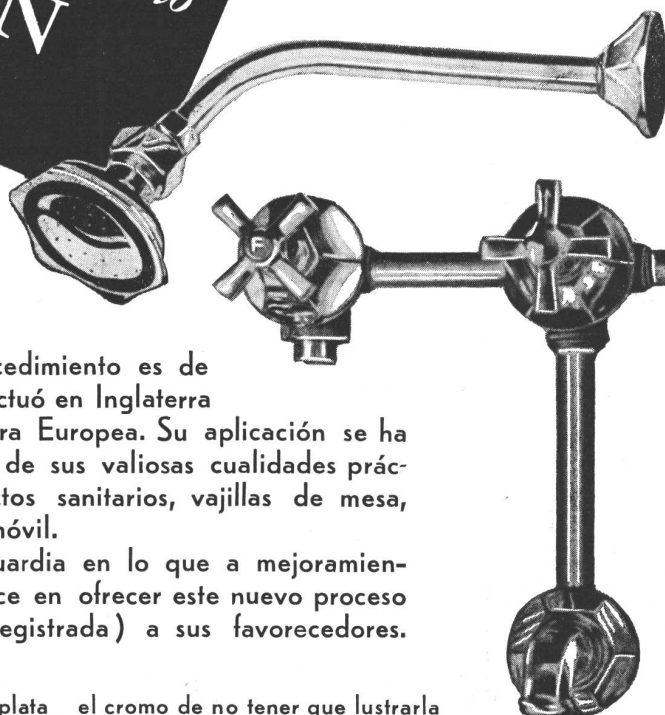 N
F
cedimiento es de
ctuó en Inglaterra
ra Europea. Su aplicación se ha
de sus valiosas cualidades prác-
tos sanitarios, vajillas de mesa,
móvil.
uardia en lo que a mejoramien-
ce en ofrecer este nuevo proceso
egistrada) a sus favorecedores.
plata el cromo de no tener que lustrarla